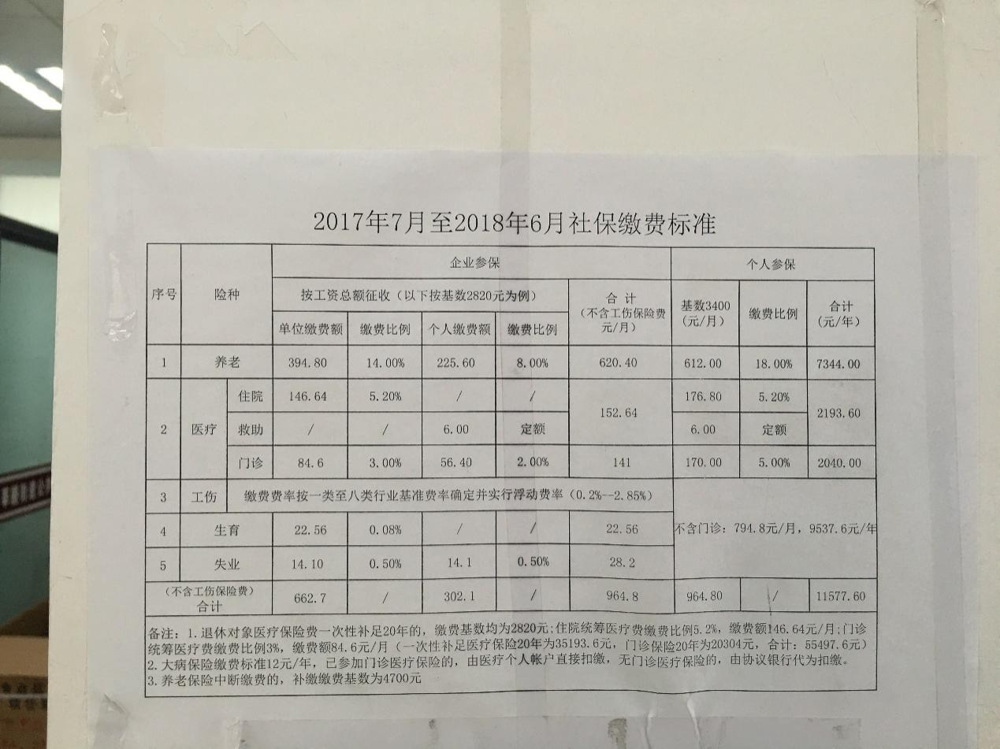 2017年7月至2018年6月社保缴费标准
序号 险种 企业参保 个人参保
按工资总额征收（以下按基数2820元为例） 合 计（不含工伤保险费元/月） 基数3400（元/月） 缴费比例 合计（元/年）
单位缴费额 缴费比例 个人缴费额 缴费比例
1 养老 394.80 14.00% 225.60 8.00% 620.40 612.00 18.00% 7344.00
2 医疗 住院 146.64 5.20% / / 152.64 176.80 5.20% 2193.60
救助 / / 6.00 定额 6.00 定额
门诊 84.6 3.00% 56.40 2.00% 141 170.00 5.00% 2040.00
3 工伤 缴费费率按一类至八类行业基准费率确定并实行浮动费率（0.2%--2.85%）
4 生育 22.56 0.08% / / 22.56 不含门诊：794.8元/月，9537.6元/年
5 失业 14.10 0.50% 14.1 0.50% 28.2
（不含工伤保险费）合计 662.7 / 302.1 / 964.8 964.80 / 11577.60
备注：1.退休对象医疗保险费一次性补足20年的，缴费基数均为2820元;住院统筹医疗费缴费比例5.2%，缴费额146.64元/月;门诊
统筹医疗费缴费比例3%，缴费额84.6元/月（一次性补足医疗保险20年为35193.6元，门诊保险20年为20304元，合计：55497.6元）
2.大病保险缴费标准12元/年，已参加门诊医疗保险的，由医疗个人帐户直接扣缴，无门诊医疗保险的，由协议银行代为扣缴。
3.养老保险中断缴费的，补缴缴费基数为4700元